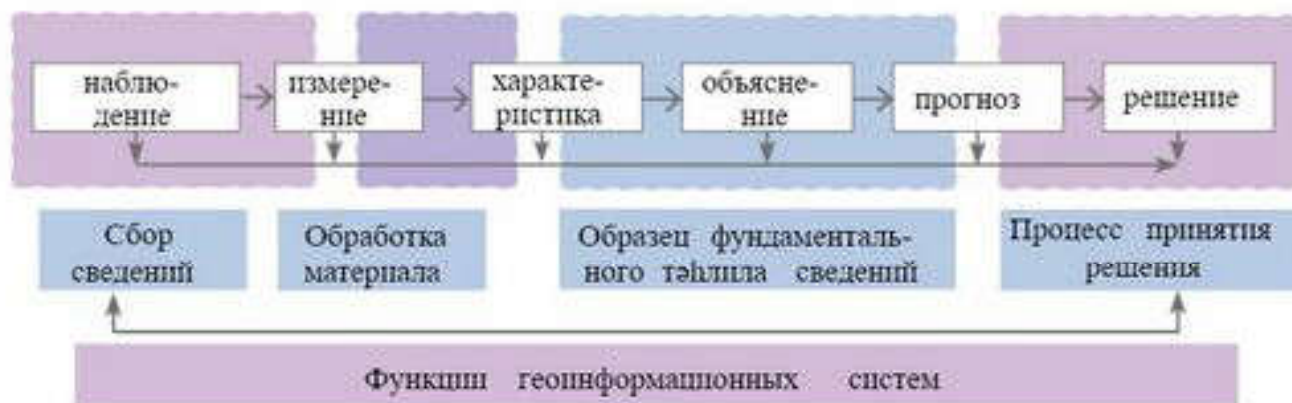 наблю-
дение
измере-
ние
характе-
ристика
объясне-
ние
прогноз
решение
Сбор
сведений
Обработка
материала
Образец фундаменталь-
ного тəһлила сведений
Процесс принятия
решения
Функции геоинформационных систем